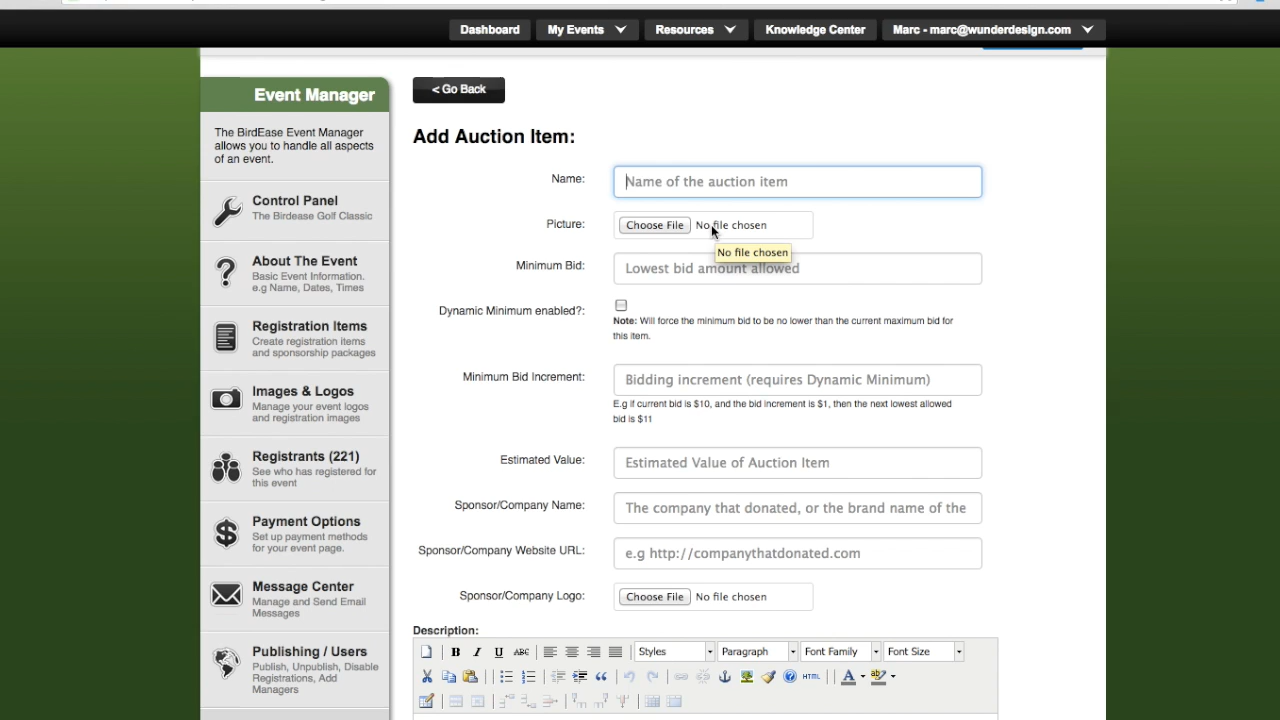 Dashboard
My Events
Resources
Knowledge Center
Marc - marc@wunderdesign.com
Event Manager
The BirdEase Event Manager
allows you to handle all aspects
of an event.
Control Panel
The Birdease Golf Classic
About The Event
Basic Event Information.
e.g Name, Dates, Times
Registration Items
Create registration items
and sponsorship packages
Images & Logos
Manage your event logos
and registration images
Registrants (221)
See who has registered for
this event
Payment Options
Set up payment methods
for your event page.
Message Center
Manage and Send Email
Messages
Publishing / Users
Publish, Unpublish, Disable
Registrations, Add
Managers
< Go Back
Add Auction Item:
Name:
Name of the auction item
Picture:
Choose File No file chosen
No file chosen
Minimum Bid:
Lowest bid amount allowed
Dynamic Minimum enabled?:
Note: Will force the minimum bid to be no lower than the current maximum bid for
this item.
Minimum Bid Increment:
Bidding increment (requires Dynamic Minimum)
E.g if current bid is $10, and the bid increment is $1, then the next lowest allowed
bid is $11
Estimated Value:
Estimated Value of Auction Item
Sponsor/Company Name:
The company that donated, or the brand name of the
Sponsor/Company Website URL:
e.g http://companythatdonated.com
Sponsor/Company Logo:
Choose File No file chosen
Description:
B I U ABC Styles Paragraph Font Family Font Size
HTML A ab